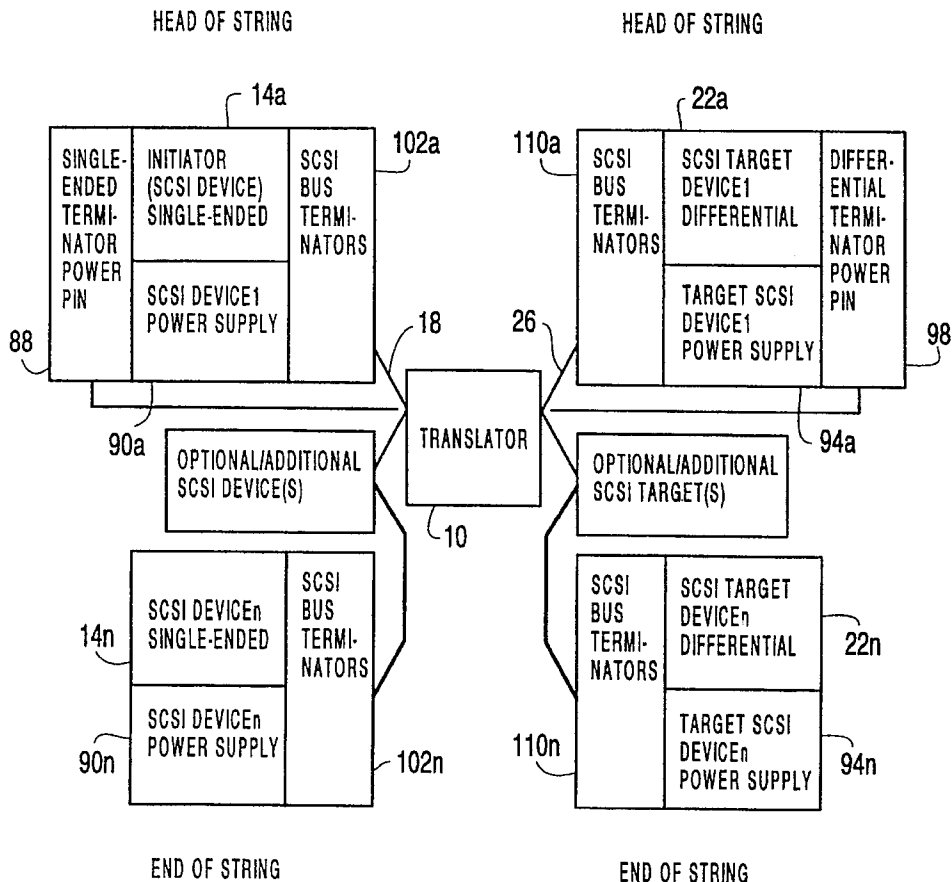 HEAD OF STRING
HEAD OF STRING
14a
22a
102a
110a
SINGLE-
ENDED
TERMI-
NATOR
POWER
PIN
INITIATOR
(SCSI DEVICE)
SINGLE-ENDED
SCSI
BUS
TERMI-
NATORS
SCSI DEVICE1
POWER SUPPLY
SCSI
BUS
TERMI-
NATORS
SCSI TARGET
DEVICE1
DIFFERENTIAL
DIFFER-
ENTIAL
TERMI-
NATOR
POWER
PIN
TARGET SCSI
DEVICE1
POWER SUPPLY
88
18
26
98
90a
94a
TRANSLATOR
10
OPTIONAL/ADDITIONAL
SCSI DEVICE(S)
OPTIONAL/ADDITIONAL
SCSI TARGET(S)
SCSI DEVICEn
SINGLE-ENDED
SCSI
BUS
TERMI-
NATORS
14n
SCSI DEVICEn
POWER SUPPLY
90n
102n
SCSI
BUS
TERMI-
NATORS
SCSI TARGET
DEVICEn
DIFFERENTIAL
22n
TARGET SCSI
DEVICEn
POWER SUPPLY
110n
94n
END OF STRING
END OF STRING